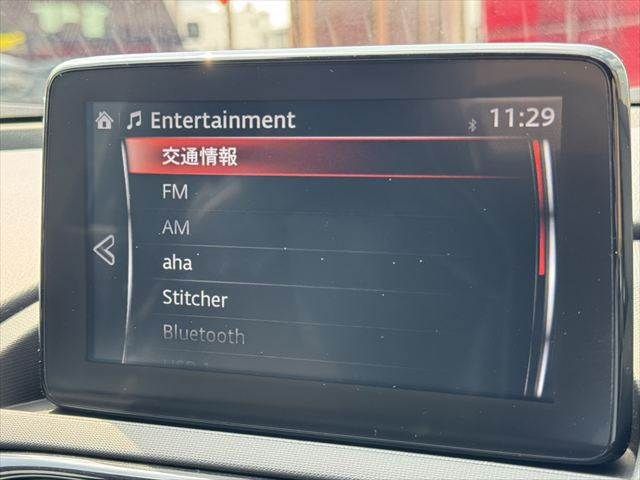 Entertainment
11:29
交通情報
FM
AM
aha
Stitcher
Bluetooth